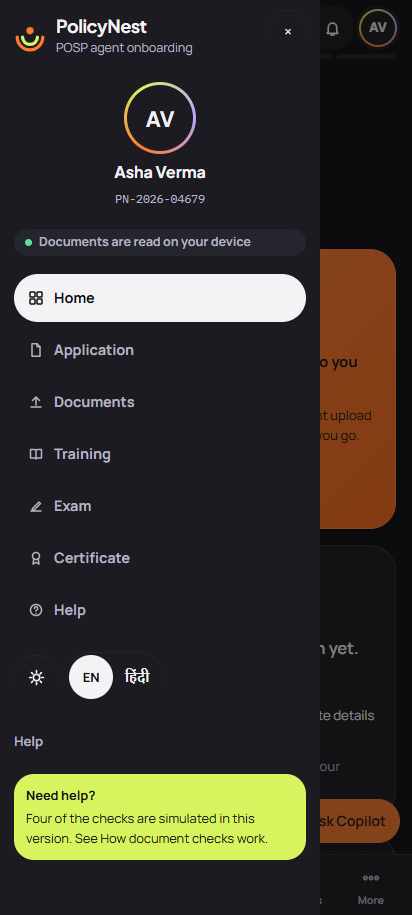 PolicyNest
POSP agent onboarding
×
AV
AV
Asha Verma
PN-2026-04679
Documents are read on your device
Home
Application
o you
Documents
nt upload
you go.
Training
Exam
Certificate
Help
n yet.
EN
हिंदी
te details
Help
our
Need help?
Four of the checks are simulated in this
version. See How document checks work.
sk Copilot
s
More